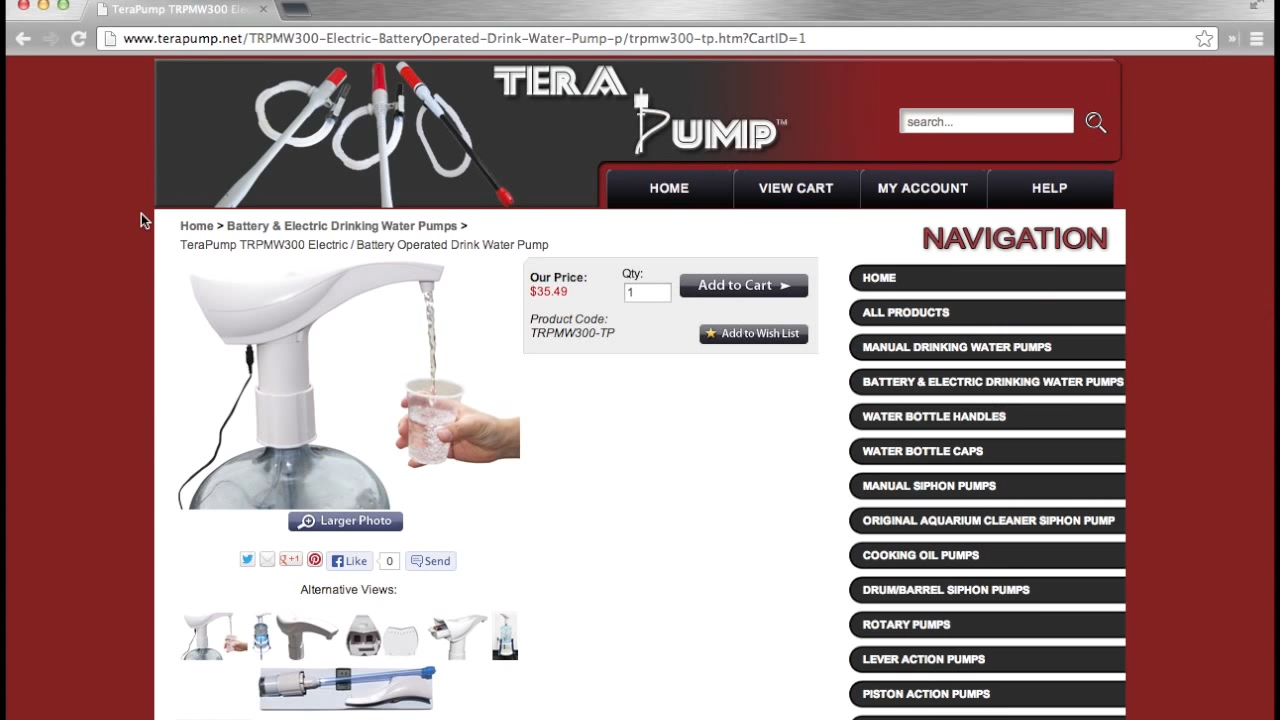 TeraPump TRPMW300 Ele
www.terapump.net/TRPMW300-Electric-BatteryOperated-Drink-Water-Pump-p/trpmw300-tp.htm?CartID=1
TERA
PUMP™
search...
HOME
VIEW CART
MY ACCOUNT
HELP
Home > Battery & Electric Drinking Water Pumps >
TeraPump TRPMW300 Electric / Battery Operated Drink Water Pump
Our Price:
$35.49
Qty:
1
Add to Cart
Product Code:
TRPMW300-TP
Add to Wish List
Larger Photo
+1
Like
0
Send
Alternative Views:
NAVIGATION
HOME
ALL PRODUCTS
MANUAL DRINKING WATER PUMPS
BATTERY & ELECTRIC DRINKING WATER PUMPS
WATER BOTTLE HANDLES
WATER BOTTLE CAPS
MANUAL SIPHON PUMPS
ORIGINAL AQUARIUM CLEANER SIPHON PUMP
COOKING OIL PUMPS
DRUM/BARREL SIPHON PUMPS
ROTARY PUMPS
LEVER ACTION PUMPS
PISTON ACTION PUMPS